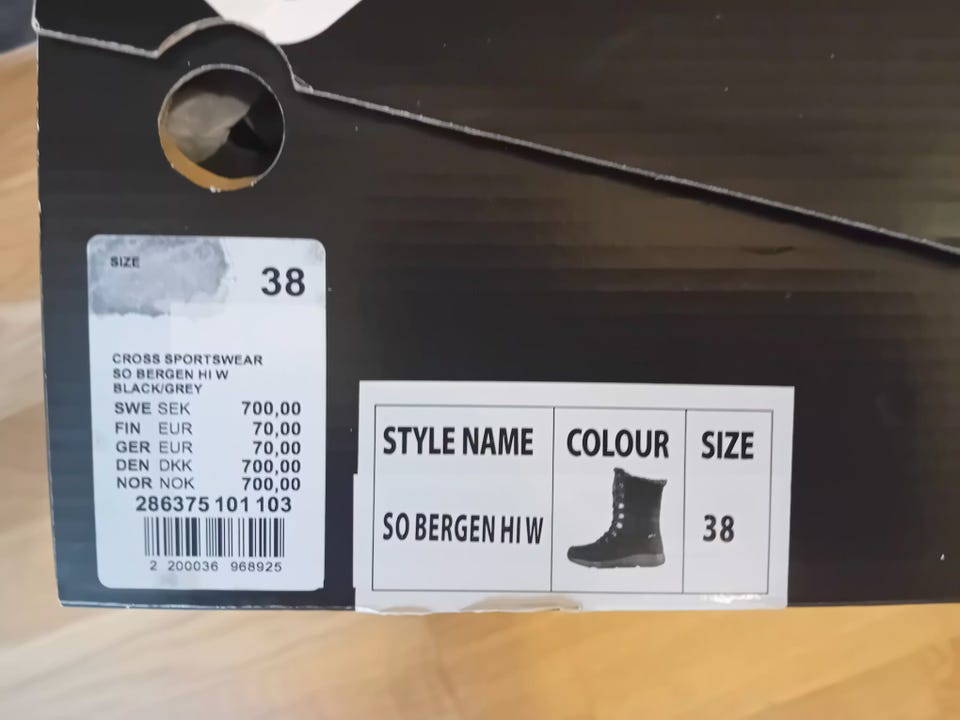 SIZE
38
CROSS SPORTSWEAR
SO BERGEN HI W
BLACK/GREY
SWE SEK 700,00
FIN EUR 70,00
GER EUR 70,00
DEN DKK 700,00
NOR NOK 700,00
286375 101 103
2 200036 968925
STYLE NAME COLOUR SIZE
SO BERGEN HI W 38